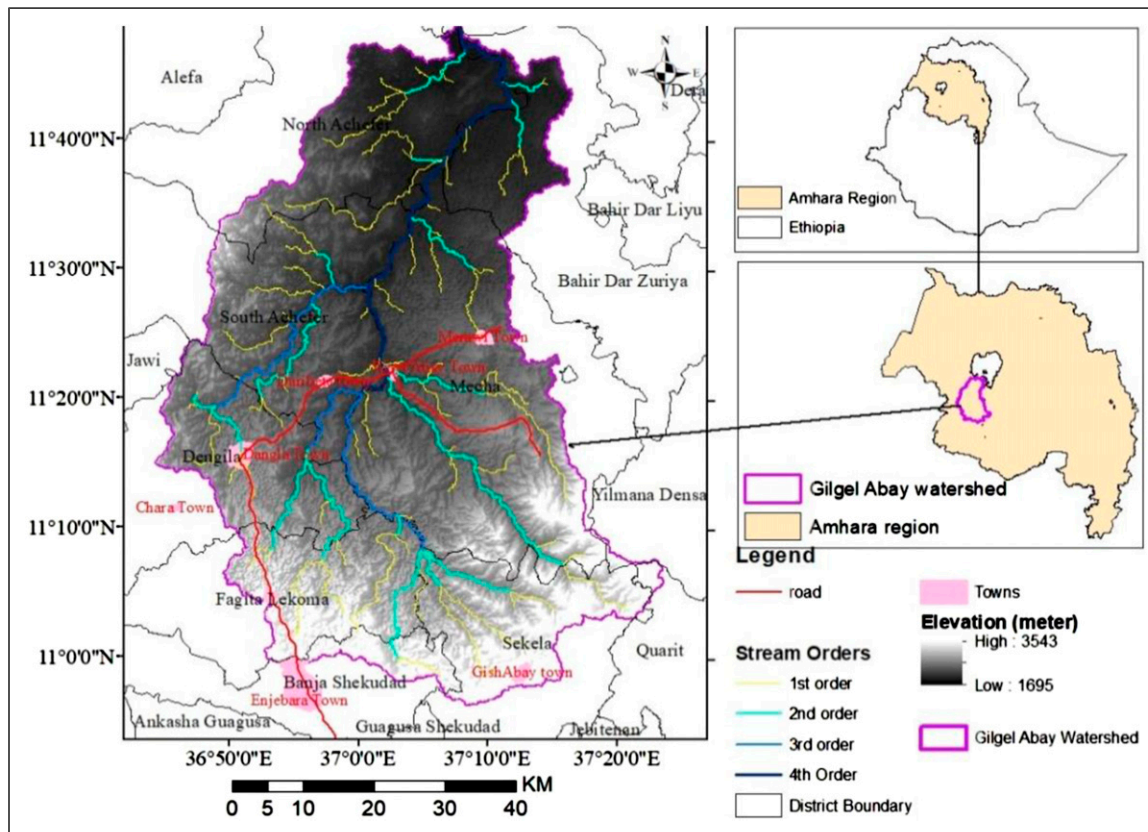 Alefa
N
W
E
S
Dera
North Achefer
11°40'0"N
Bahir Dar Liyu
11°30'0"N
Bahir Dar Zuriya
South Achefer
Jawi
Town
Mecha
11°20'0"N
Dengila
Dangla Town
Yilmana Densa
Chara Town
11°10'0"N
Fagita Lekoma
Sekela
Quarit
11°0'0"N
GishAbay town
Banja Shekudad
Enjebara Town
Ankasha Guagusa
Guagusa Shekudad
Jebitenan
36°50'0"E
37°0'0"E
37°10'0"E
37°20'0"E
KM
0 5 10 20 30 40
Amhara Region
Ethiopia
Gilgel Abay watershed
Amhara region
Legend
road
Towns
Elevation (meter)
High : 3543
Low : 1695
Stream Orders
1st order
2nd order
3rd order
4th Order
Gilgel Abay Watershed
District Boundary